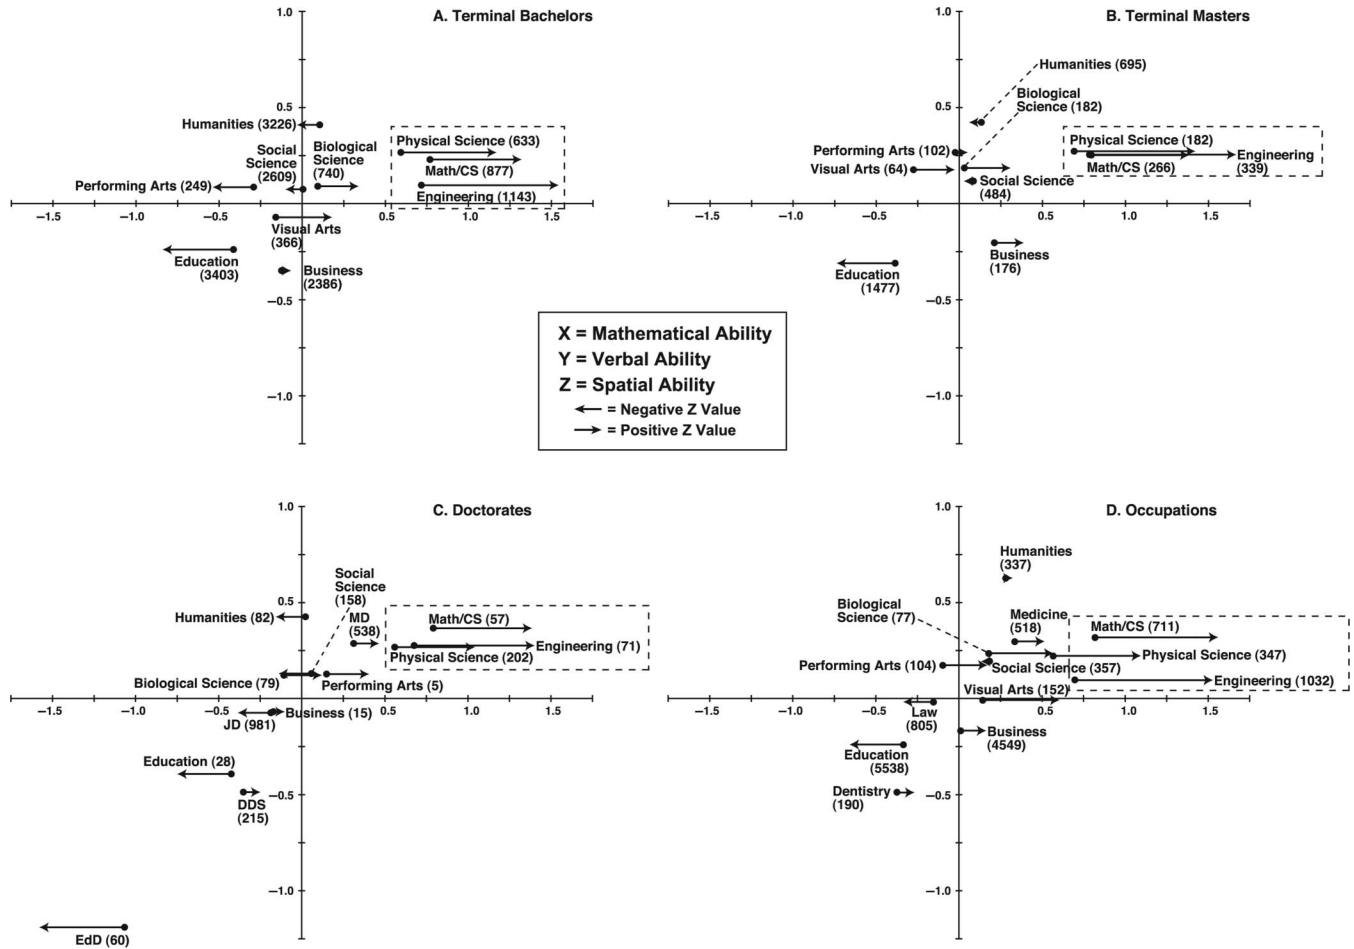 A. Terminal Bachelors
1.0
0.5
Humanities (3226)
Social
Science
(2609)
Biological
Science
(740)
Physical Science (633)
Math/CS (877)
Engineering (1143)
Performing Arts (249)
−1.5
−1.0
−0.5
0.5
1.0
1.5
Visual Arts
(366)
Education
(3403)
Business
(2386)
−0.5
−1.0
B. Terminal Masters
1.0
Humanities (695)
Biological
Science (182)
0.5
Performing Arts (102)
Visual Arts (64)
Physical Science (182)
Math/CS (266)
Engineering
(339)
Social Science
(484)
−1.5
−1.0
−0.5
0.5
1.0
1.5
Business
(176)
Education
(1477)
−0.5
−1.0
X = Mathematical Ability
Y = Verbal Ability
Z = Spatial Ability
= Negative Z Value
= Positive Z Value
C. Doctorates
1.0
Social
Science
(158)
0.5
Humanities (82)
MD
(538)
Math/CS (57)
Engineering (71)
Physical Science (202)
Biological Science (79)
Performing Arts (5)
−1.5
−1.0
−0.5
0.5
1.0
1.5
Business (15)
JD (981)
Education (28)
DDS
(215)
−0.5
−1.0
EdD (60)
D. Occupations
1.0
Humanities
(337)
Biological
Science (77)
0.5
Medicine
(518)
Math/CS (711)
Physical Science (347)
Performing Arts (104)
Social Science (357)
Engineering (1032)
Visual Arts (152)
−1.5
−1.0
−0.5
0.5
1.0
1.5
Law
(805)
Business
(4549)
Education
(5538)
Dentistry
(190)
−0.5
−1.0